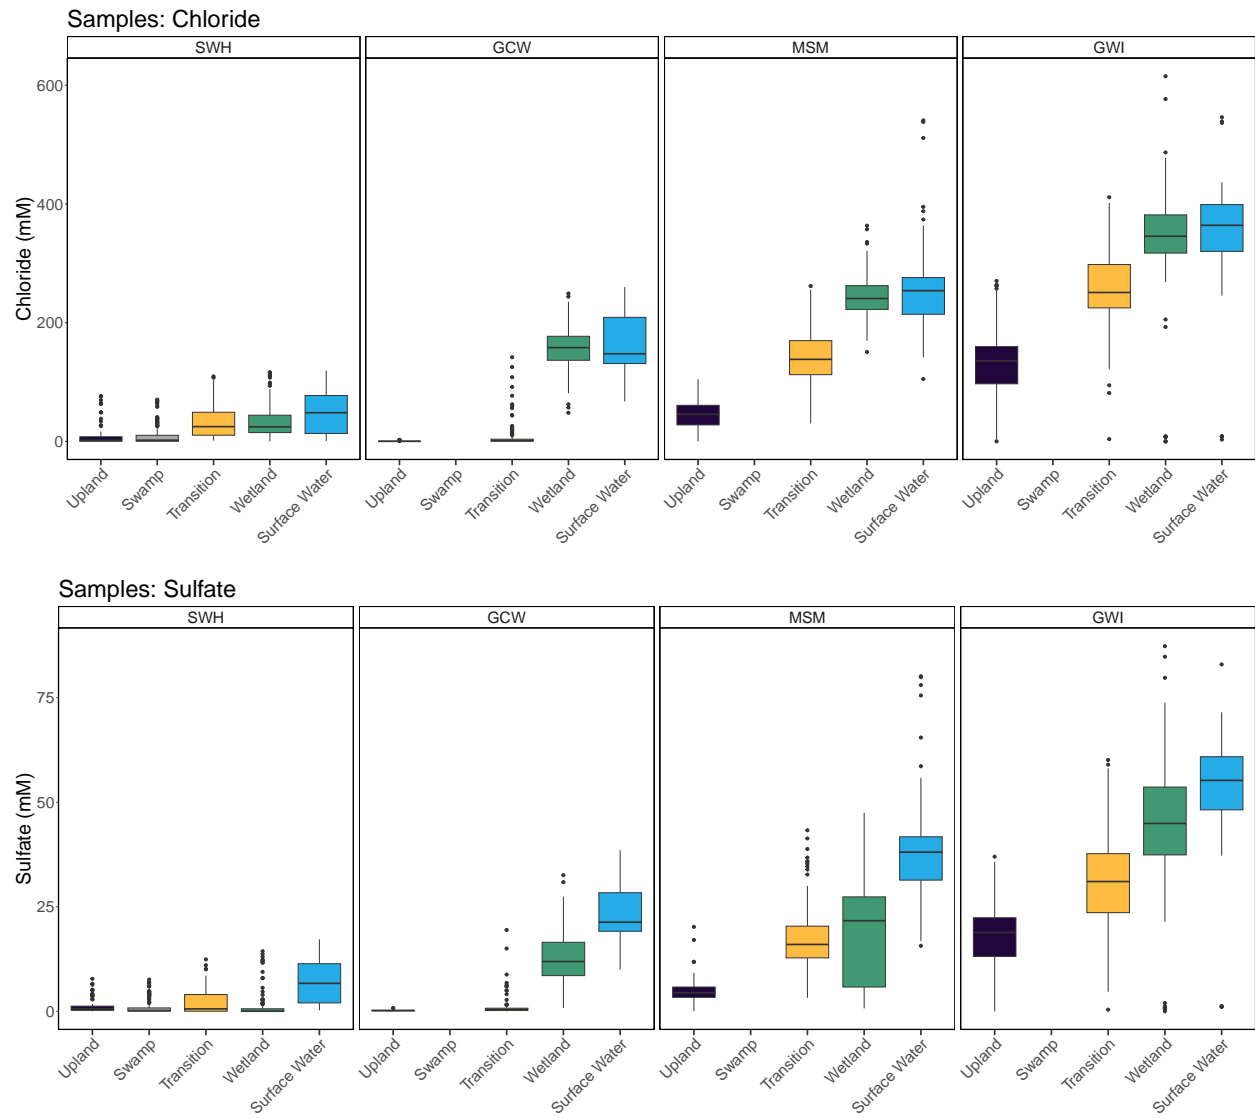 Samples: Chloride
SWH GCW MSM GWI
600
400
200
0
Chloride (mM)
Upland Swamp Transition Wetland Surface Water Upland Swamp Transition Wetland Surface Water Upland Swamp Transition Wetland Surface Water Upland Swamp Transition Wetland Surface Water
Samples: Sulfate
SWH GCW MSM GWI
75
50
25
0
Sulfate (mM)
Upland Swamp Transition Wetland Surface Water Upland Swamp Transition Wetland Surface Water Upland Swamp Transition Wetland Surface Water Upland Swamp Transition Wetland Surface Water